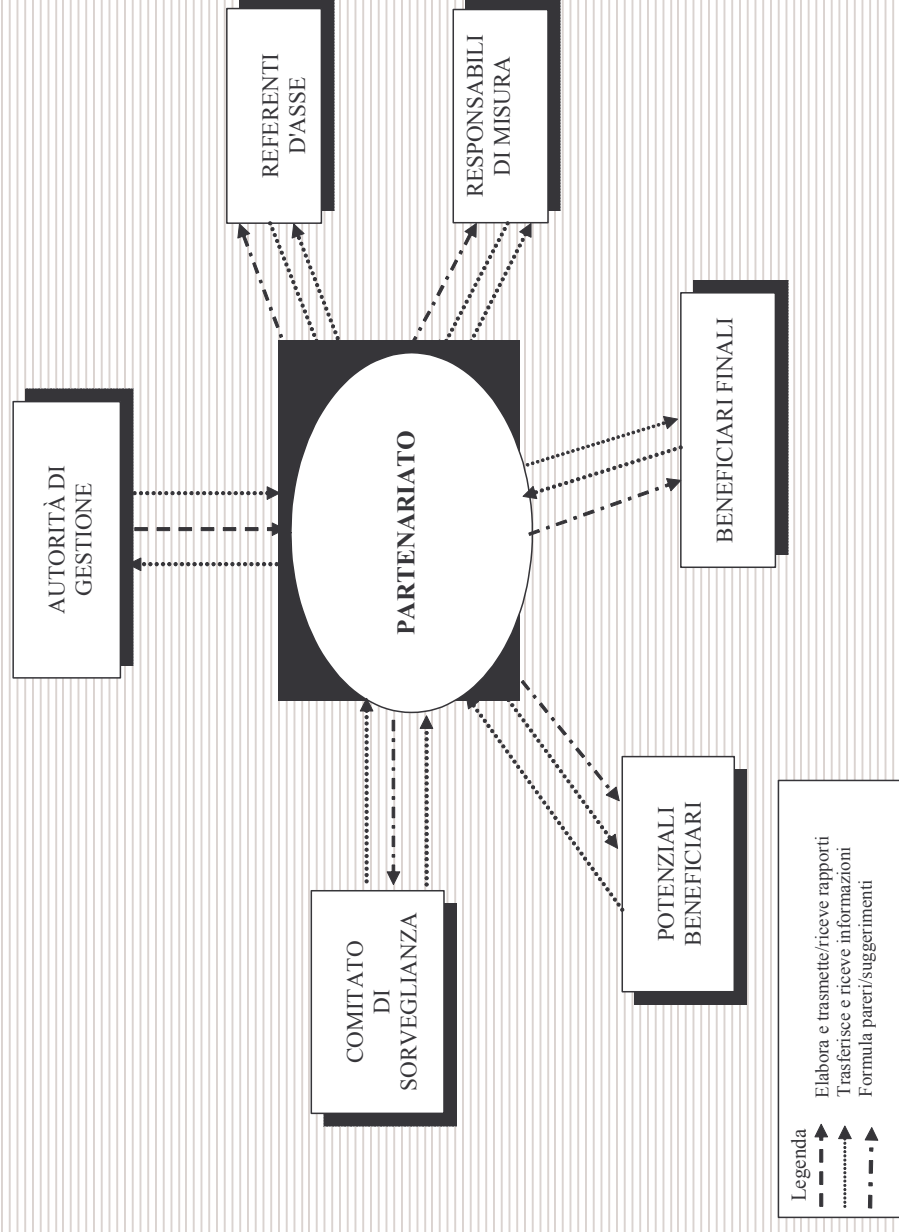 AUTORITÀ DI
GESTIONE
COMITATO
DI
SORVEGLIANZA
PARTENARIATO
REFERENTI
D'ASSE
RESPONSABILI
DI MISURA
POTENZIALI
BENEFICIARI
BENEFICIARI FINALI
Legenda
Elabora e trasmette/riceve rapporti
Trasferisce e riceve informazioni
Formula pareri/suggerimenti